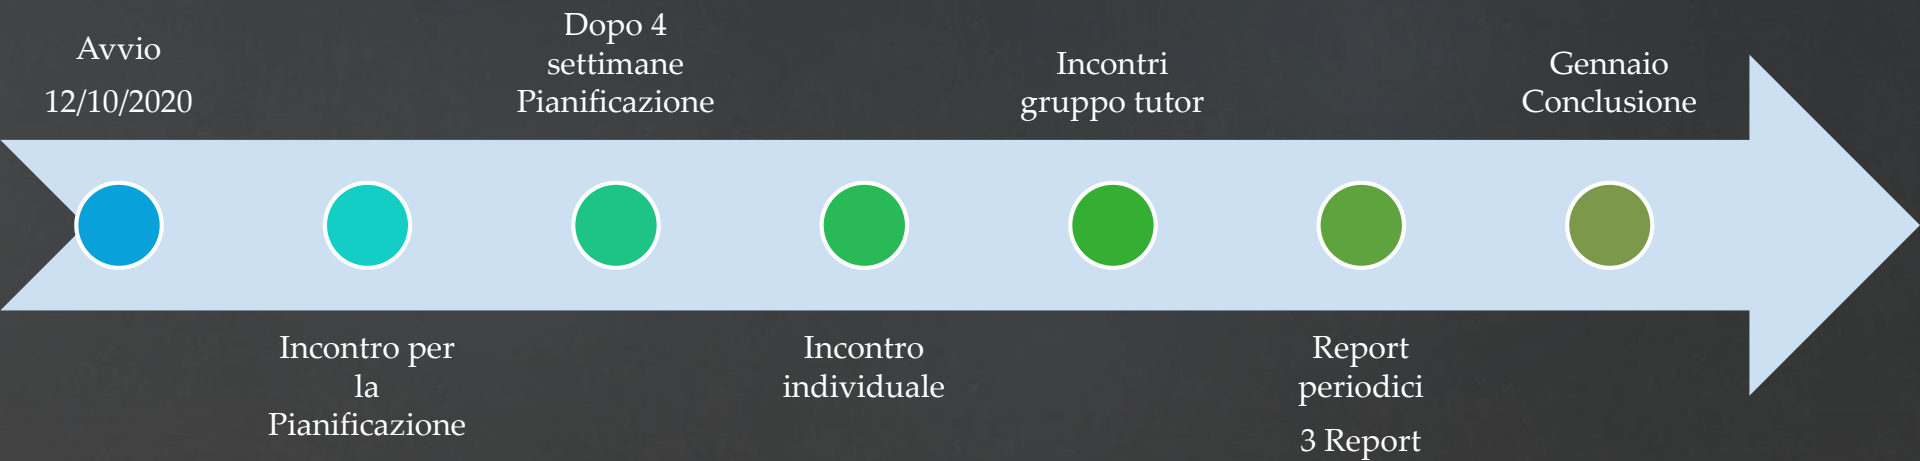 Avvio
12/10/2020
Incontro per
la
Pianificazione
Dopo 4
settimane
Pianificazione
Incontro
individuale
Incontri
gruppo tutor
Report
periodici
3 Report
Gennaio
Conclusione